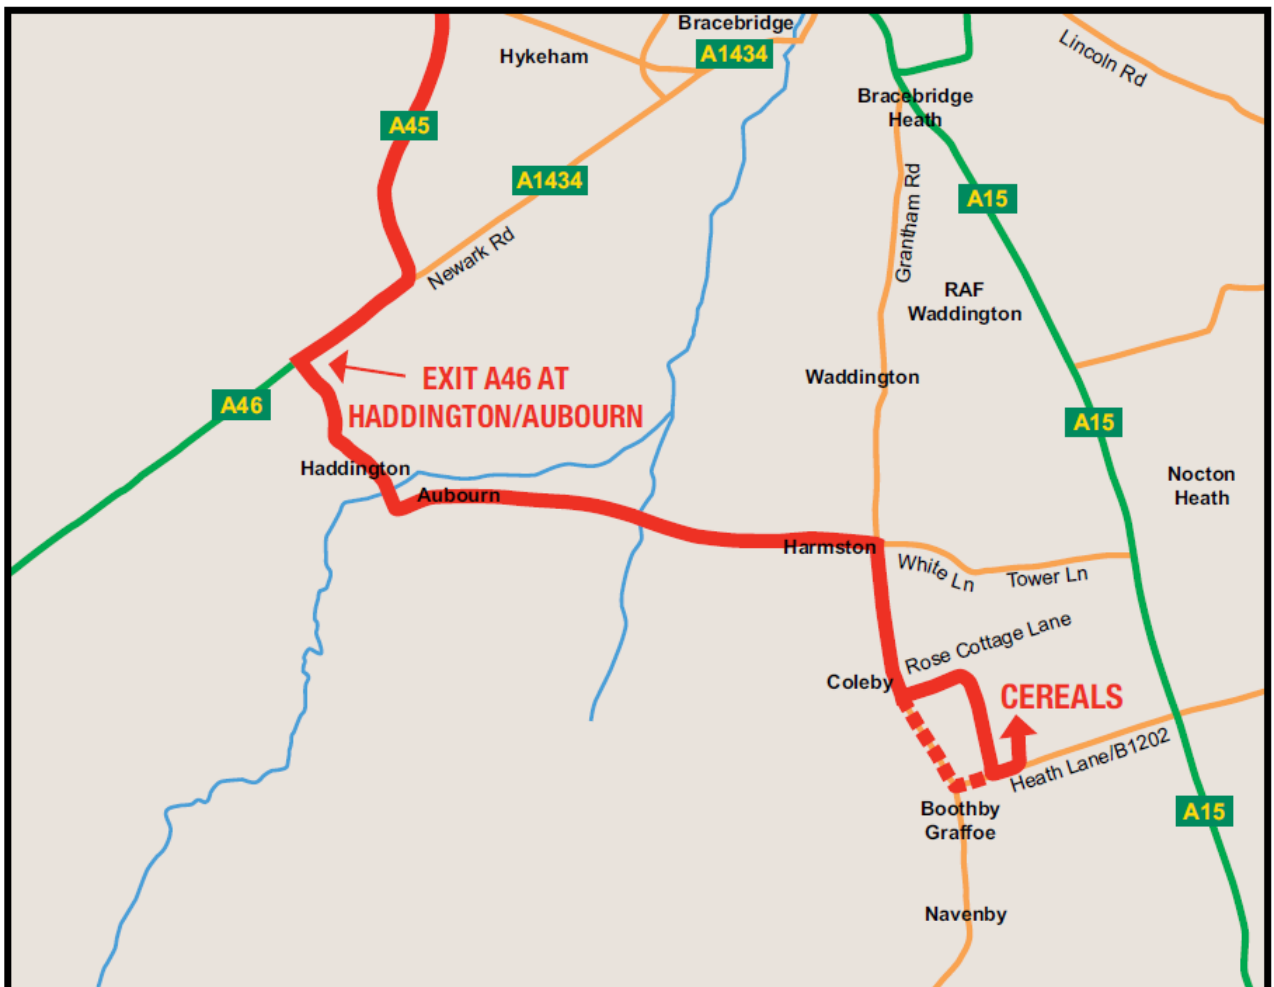 Bracebridge
Hykeham
A1434
Lincoln Rd
A45
Bracebridge
Heath
A1434
A15
Grantham Rd
Newark Rd
RAF
Waddington
EXIT A46 AT
HADDINGTON/AUBOURN
Waddington
A46
A15
Haddington
Aubourn
Nocton
Heath
Harmston
White Ln
Tower Ln
Rose Cottage Lane
Coleby
CEREALS
Heath Lane/B1202
Boothby
Graffoe
A15
Navenby